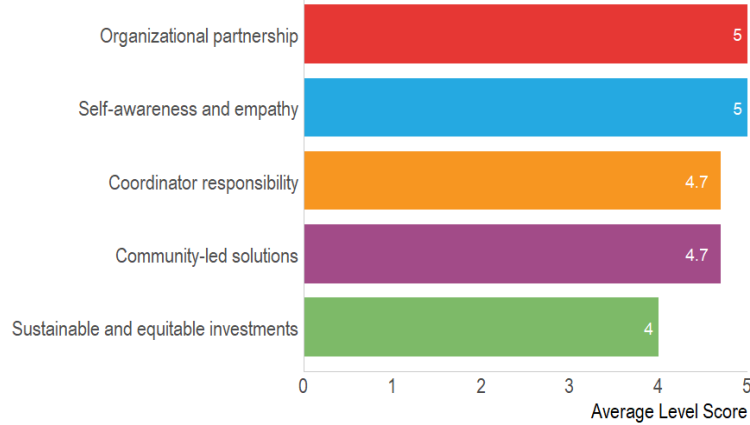 Organizational partnership 5
Self-awareness and empathy 5
Coordinator responsibility 4.7
Community-led solutions 4.7
Sustainable and equitable investments 4
0 1 2 3 4 5
Average Level Score